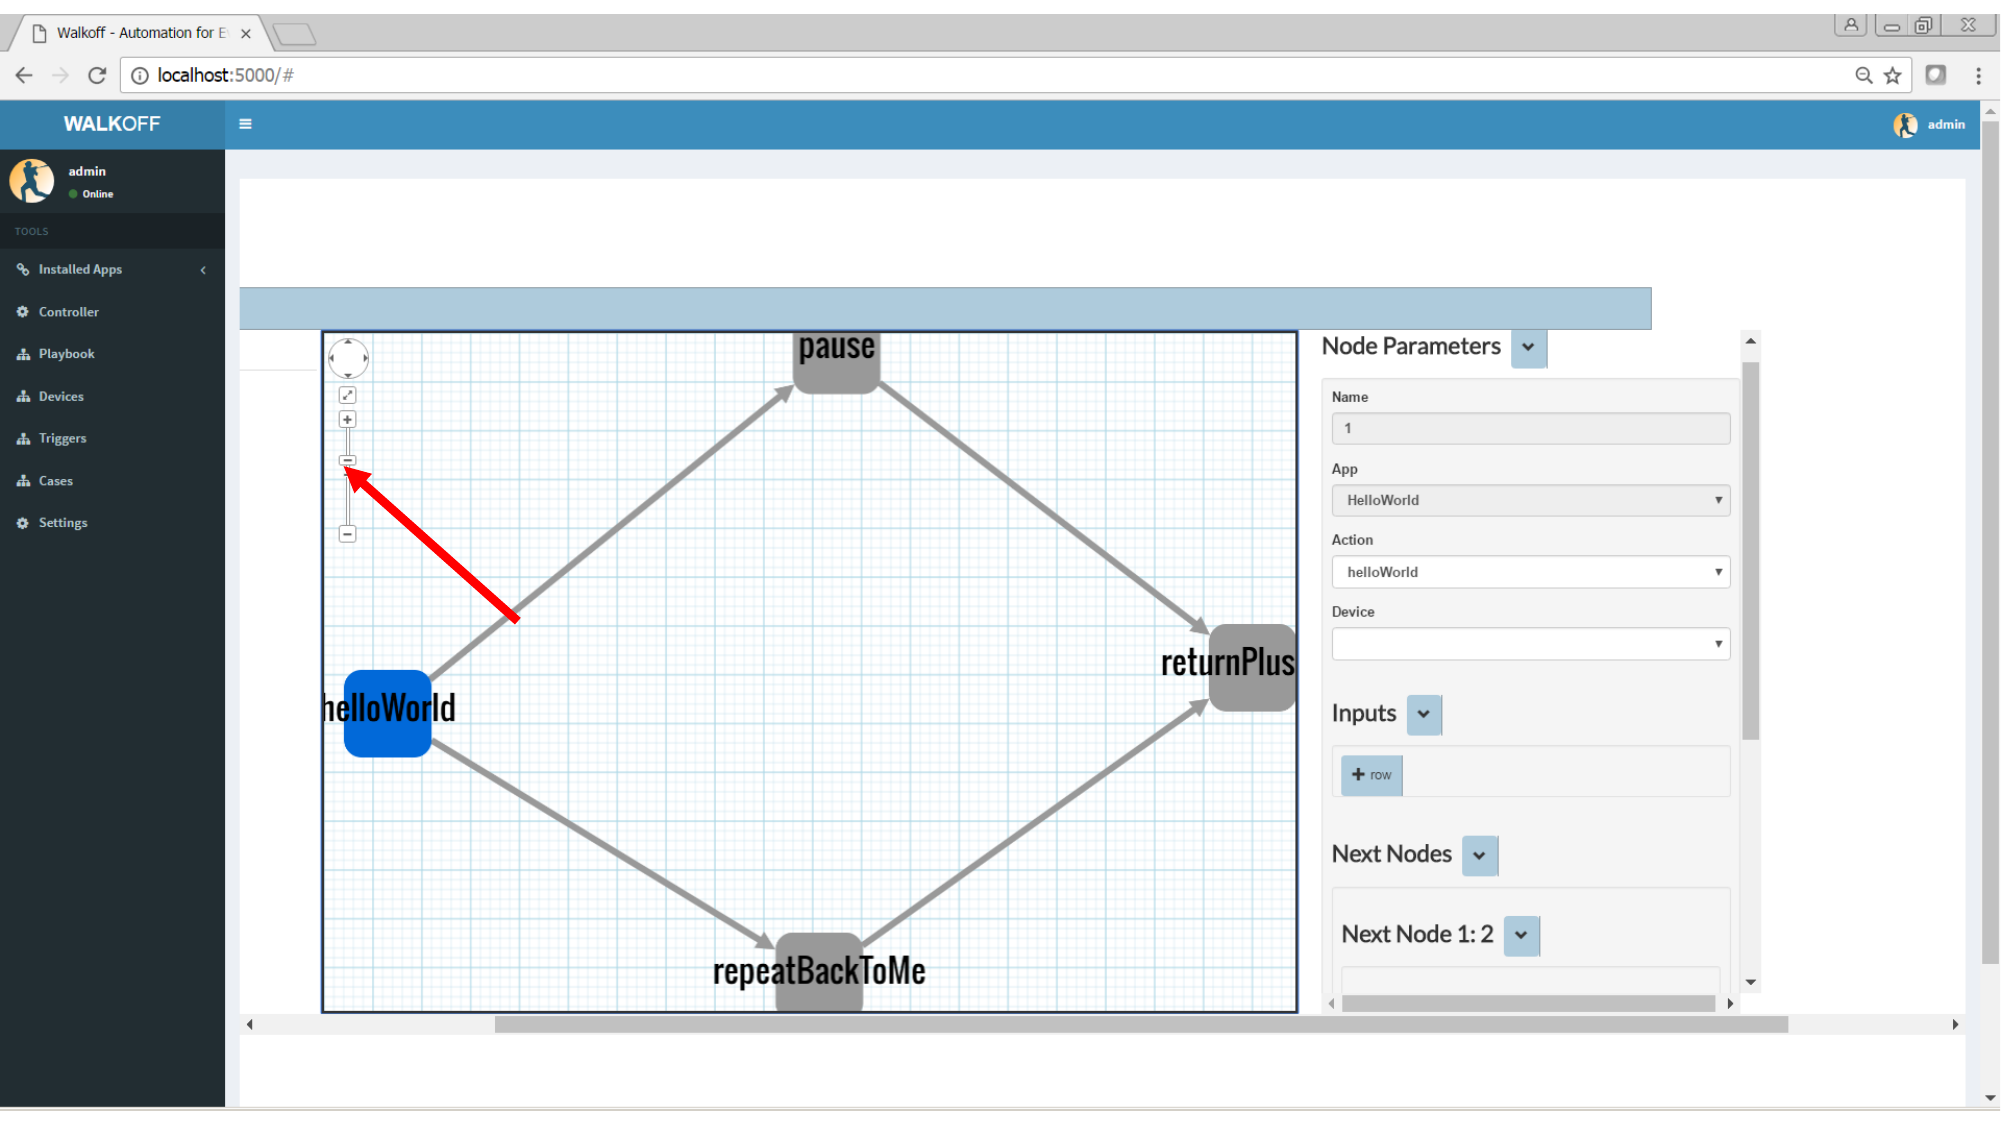 Walkoff - Automation for E
localhost:5000/#
WALKOFF
admin
admin
Online
TOOLS
Installed Apps
Controller
Playbook
Devices
Triggers
Cases
Settings
pause
helloWorld
returnPlus
repeatBackToMe
Node Parameters
Name
1
App
HelloWorld
Action
helloWorld
Device
Inputs
row
Next Nodes
Next Node 1: 2